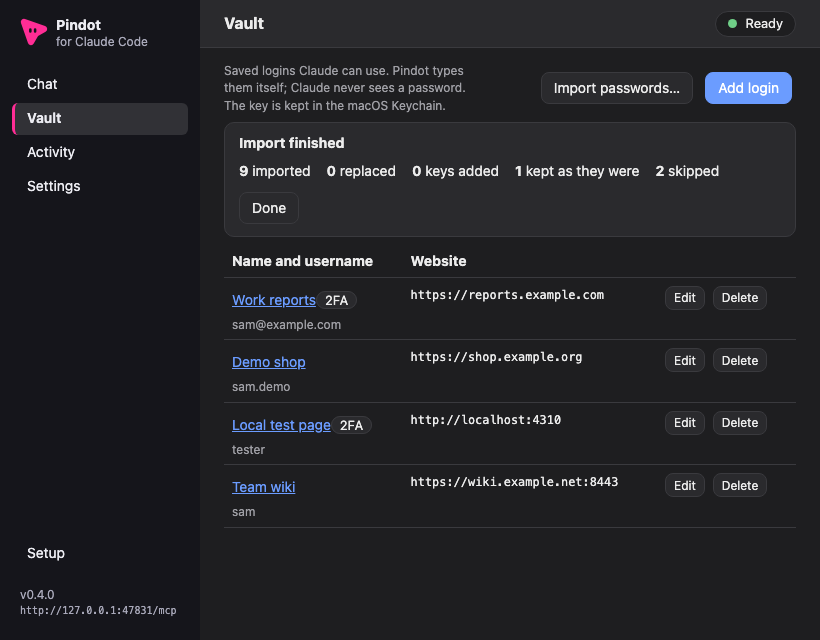 Pindot
for Claude Code
Chat
Vault
Activity
Settings
Setup
v0.4.0
http://127.0.0.1:47831/mcp
Vault
Ready
Saved logins Claude can use. Pindot types
them itself; Claude never sees a password.
The key is kept in the macOS Keychain.
Import passwords...
Add login
Import finished
9 imported 0 replaced 0 keys added 1 kept as they were 2 skipped
Done
Name and username Website
Work reports 2FA https://reports.example.com Edit Delete
sam@example.com
Demo shop https://shop.example.org Edit Delete
sam.demo
Local test page 2FA http://localhost:4310 Edit Delete
tester
Team wiki https://wiki.example.net:8443 Edit Delete
sam